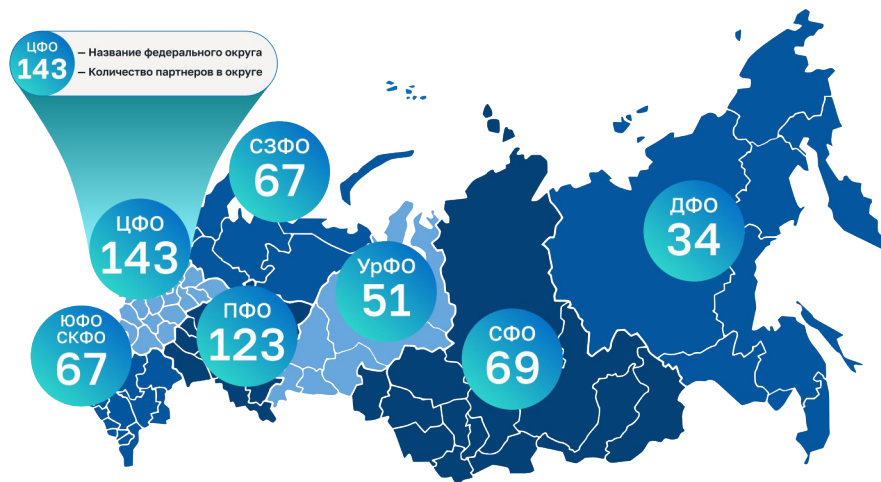 ЦФО
143
– Название федерального округа
– Количество партнеров в округе
СЗФО
67
ЦФО
143
ДФО
34
УрФО
51
ПФО
123
ЮФО
СКФО
67
СФО
69